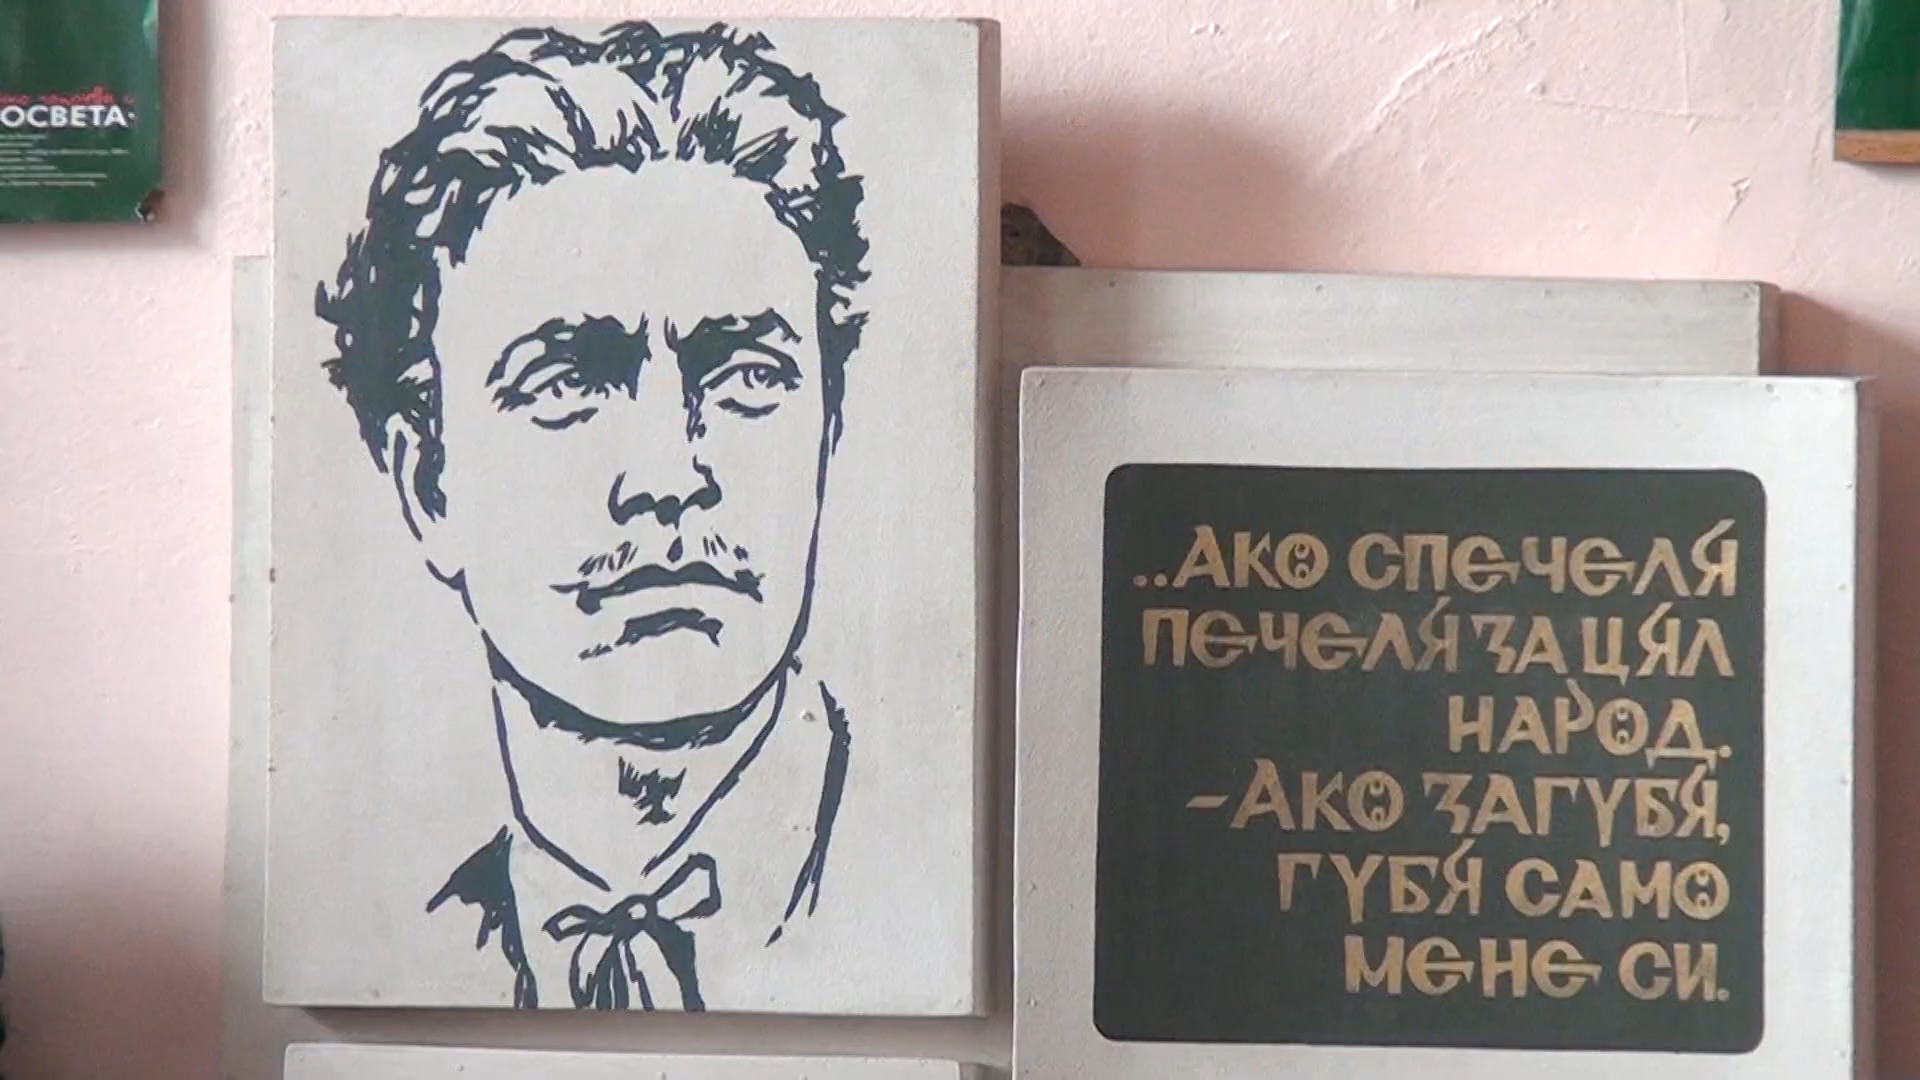 ОСВЕТА·
..АКО СПЕЧЕЛЯ
ПЕЧЕЛЯ ЗА ЦЯЛ
НАРОД.
-АКО ЗАГУБЯ,
ГУБЯ САМО
МЕНЕ СИ.